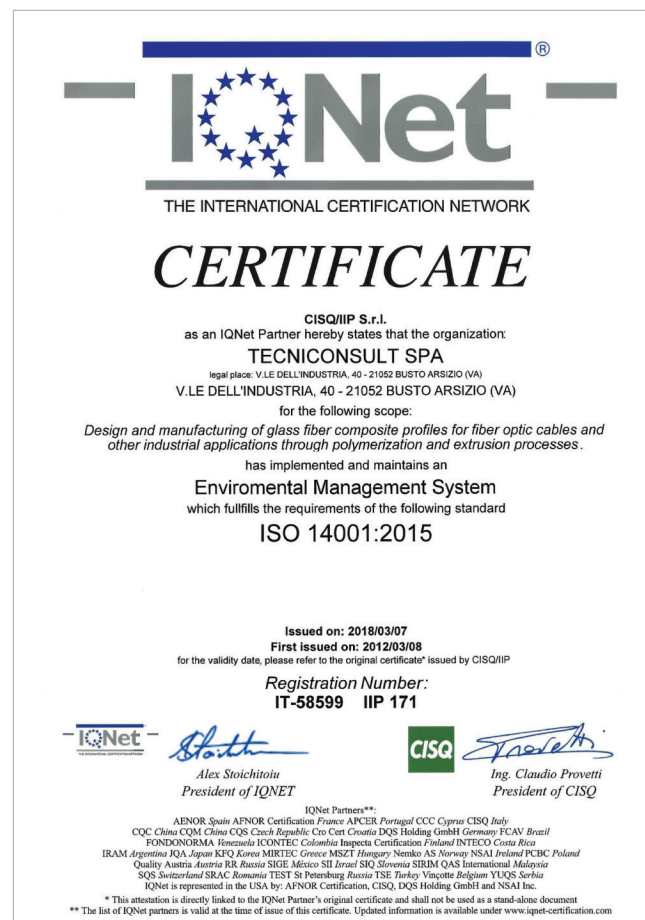 ®
IQNet
THE INTERNATIONAL CERTIFICATION NETWORK
CERTIFICATE
CISQ/IIP S.r.l.
as an IQNet Partner hereby states that the organization:
TECNICONSULT SPA
legal place: V.LE DELL'INDUSTRIA, 40 - 21052 BUSTO ARSIZIO (VA)
V.LE DELL'INDUSTRIA, 40 - 21052 BUSTO ARSIZIO (VA)
for the following scope:
Design and manufacturing of glass fiber composite profiles for fiber optic cables and
other industrial applications through polymerization and extrusion processes.
has implemented and maintains an
Enviromental Management System
which fullfills the requirements of the following standard
ISO 14001:2015
Issued on: 2018/03/07
First issued on: 2012/03/08
for the validity date, please refer to the original certificate* issued by CISQ/IIP
Registration Number:
IT-58599 IIP 171
IQNet
THE INTERNATIONAL CERTIFICATION NETWORK
Alex Stoichitoiu
President of IQNET
CISQ
Ing. Claudio Provetti
President of CISQ
IQNet Partners**:
AENOR Spain AFNOR Certification France APCER Portugal CCC Cyprus CISQ Italy
CQC China CQM China CQS Czech Republic Cro Cert Croatia DQS Holding GmbH Germany FCAV Brazil
FONDONORMA Venezuela ICONTEC Colombia Inspecta Certification Finland INTECO Costa Rica
IRAM Argentina JQA Japan KFQ Korea MIRTEC Greece MSZT Hungary Nemko AS Norway NSAI Ireland PCBC Poland
Quality Austria Austria RR Russia SIGE México SII Israel SIQ Slovenia SIRIM QAS International Malaysia
SQS Switzerland SRAC Romania TEST St Petersburg Russia TSE Turkey Vinçotte Belgium YUQS Serbia
IQNet is represented in the USA by: AFNOR Certification, CISQ, DQS Holding GmbH and NSAI Inc.
* This attestation is directly linked to the IQNet Partner's original certificate and shall not be used as a stand-alone document
** The list of IQNet partners is valid at the time of issue of this certificate. Updated information is available under www.iqnet-certification.com